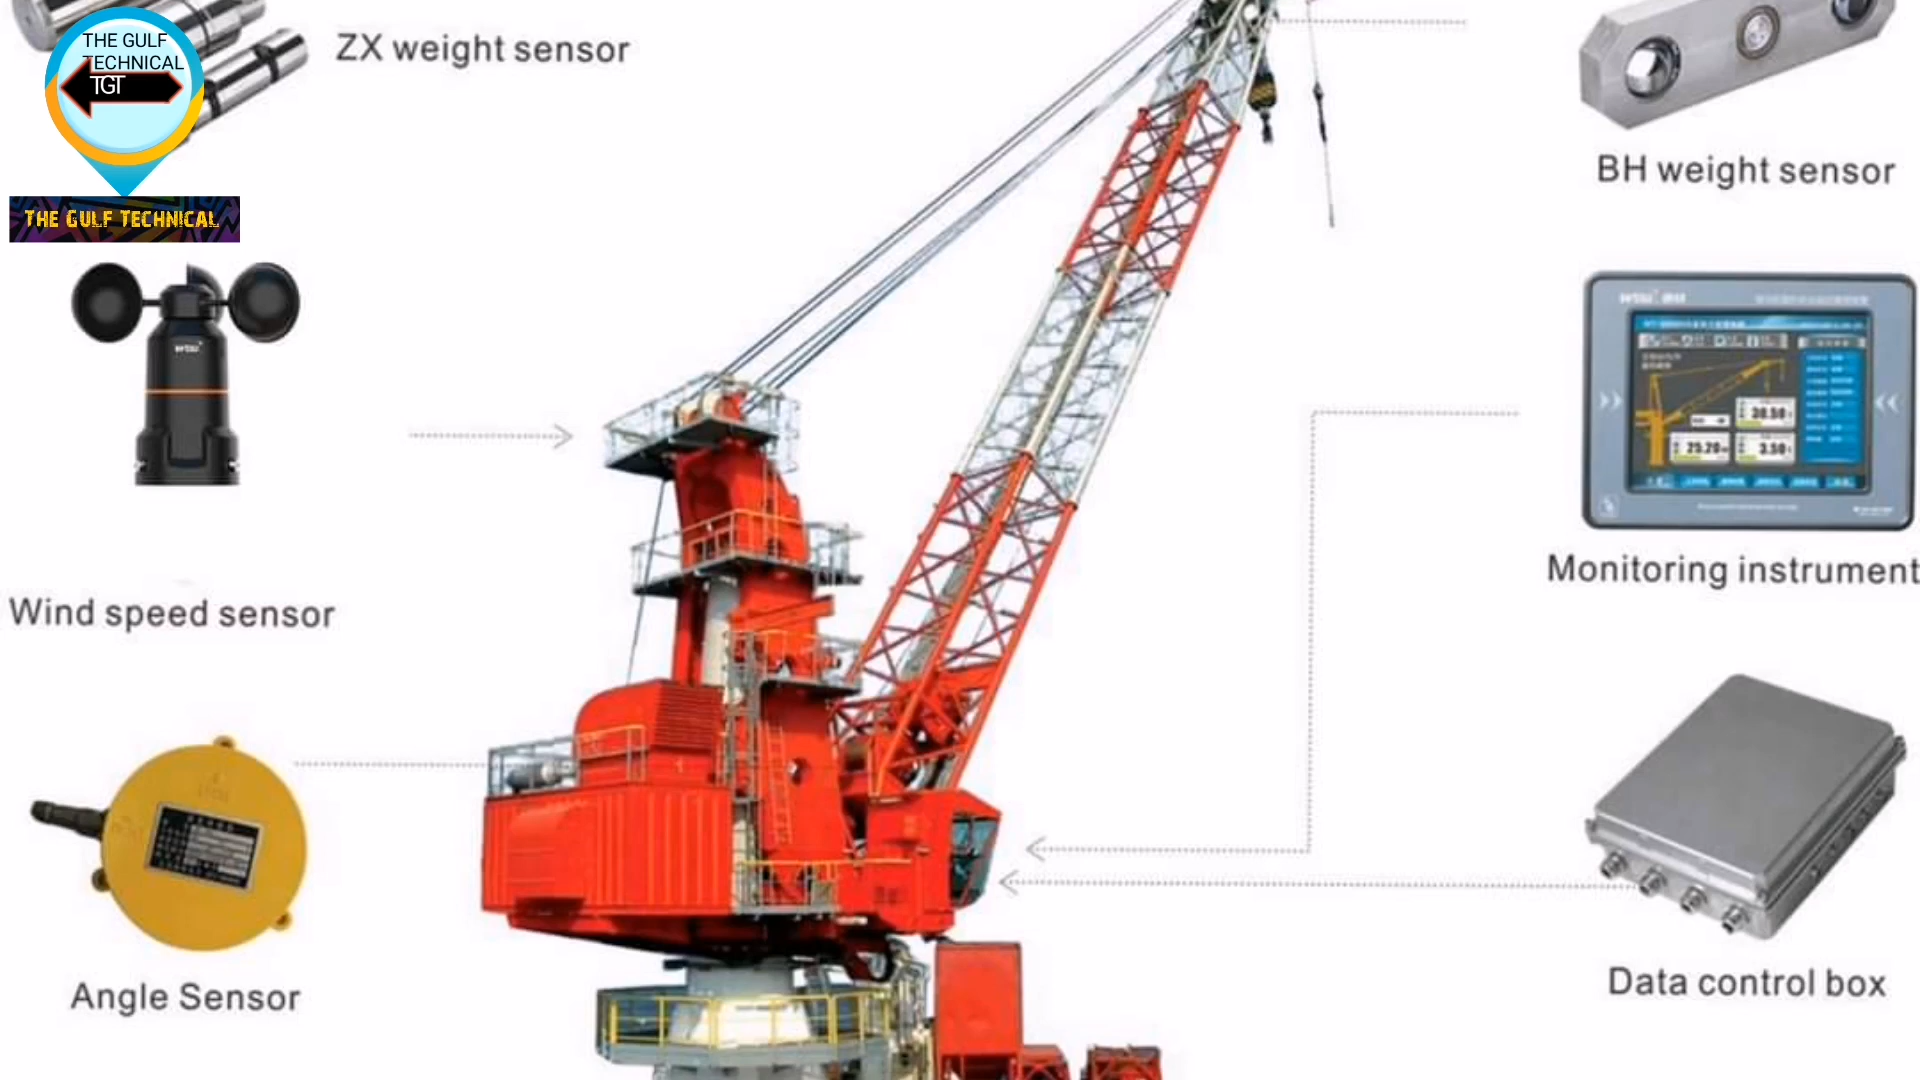 THE GULF
TECHNICAL
TGT
THE GULF TECHNICAL
ZX weight sensor
BH weight sensor
WTAU
Wind speed sensor
38.50
25.20
3.50
Monitoring instrument
Angle Sensor
Data control box